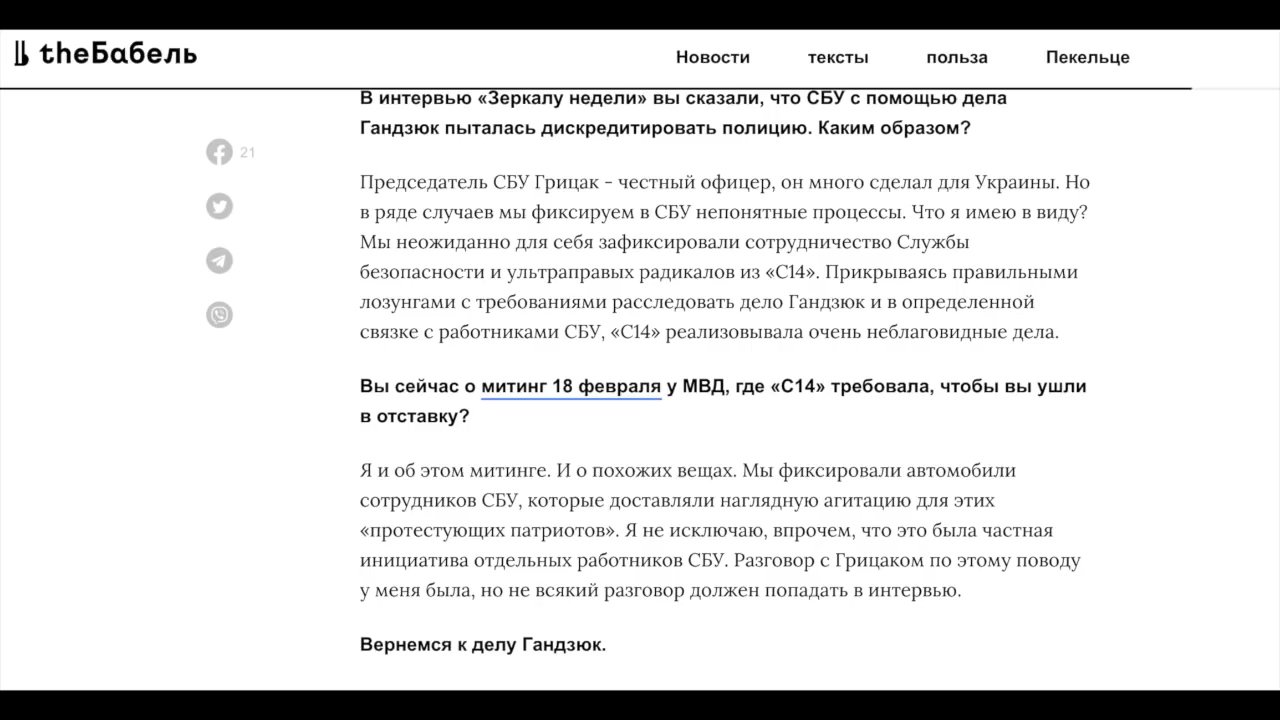 theБабель
Новости тексты польза Пекельце
В интервью «Зеркалу недели» вы сказали, что СБУ с помощью дела
Гандзюк пыталась дискредитировать полицию. Каким образом?
21
Председатель СБУ Грицак - честный офицер, он много сделал для Украины. Но
в ряде случаев мы фиксируем в СБУ непонятные процессы. Что я имею в виду?
Мы неожиданно для себя зафиксировали сотрудничество Службы
безопасности и ультраправых радикалов из «С14». Прикрываясь правильными
лозунгами с требованиями расследовать дело Гандзюк и в определенной
связке с работниками СБУ, «С14» реализовывала очень неблаговидные дела.
Вы сейчас о митинг 18 февраля у МВД, где «С14» требовала, чтобы вы ушли
в отставку?
Я и об этом митинге. И о похожих вещах. Мы фиксировали автомобили
сотрудников СБУ, которые доставляли наглядную агитацию для этих
«протестующих патриотов». Я не исключаю, впрочем, что это была частная
инициатива отдельных работников СБУ. Разговор с Грицаком по этому поводу
у меня была, но не всякий разговор должен попадать в интервью.
Вернемся к делу Гандзюк.